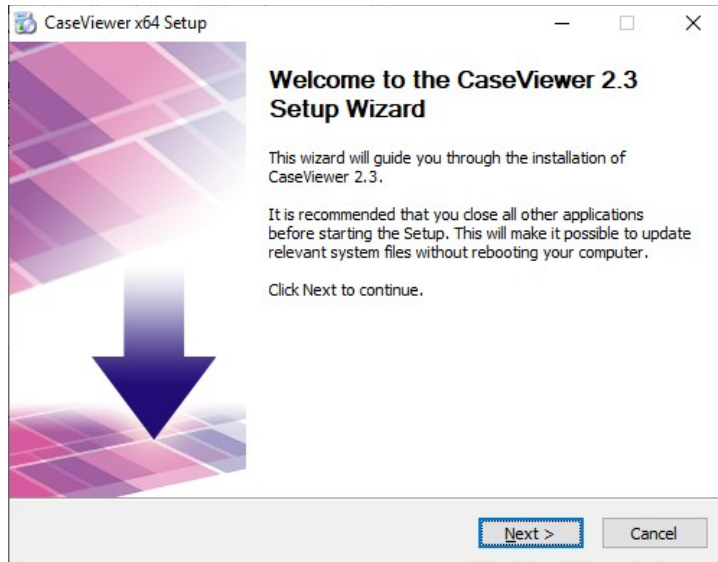 CaseViewer x64 Setup
Welcome to the CaseViewer 2.3
Setup Wizard
This wizard will guide you through the installation of
CaseViewer 2.3.
It is recommended that you close all other applications
before starting the Setup. This will make it possible to update
relevant system files without rebooting your computer.
Click Next to continue.
Next >
Cancel